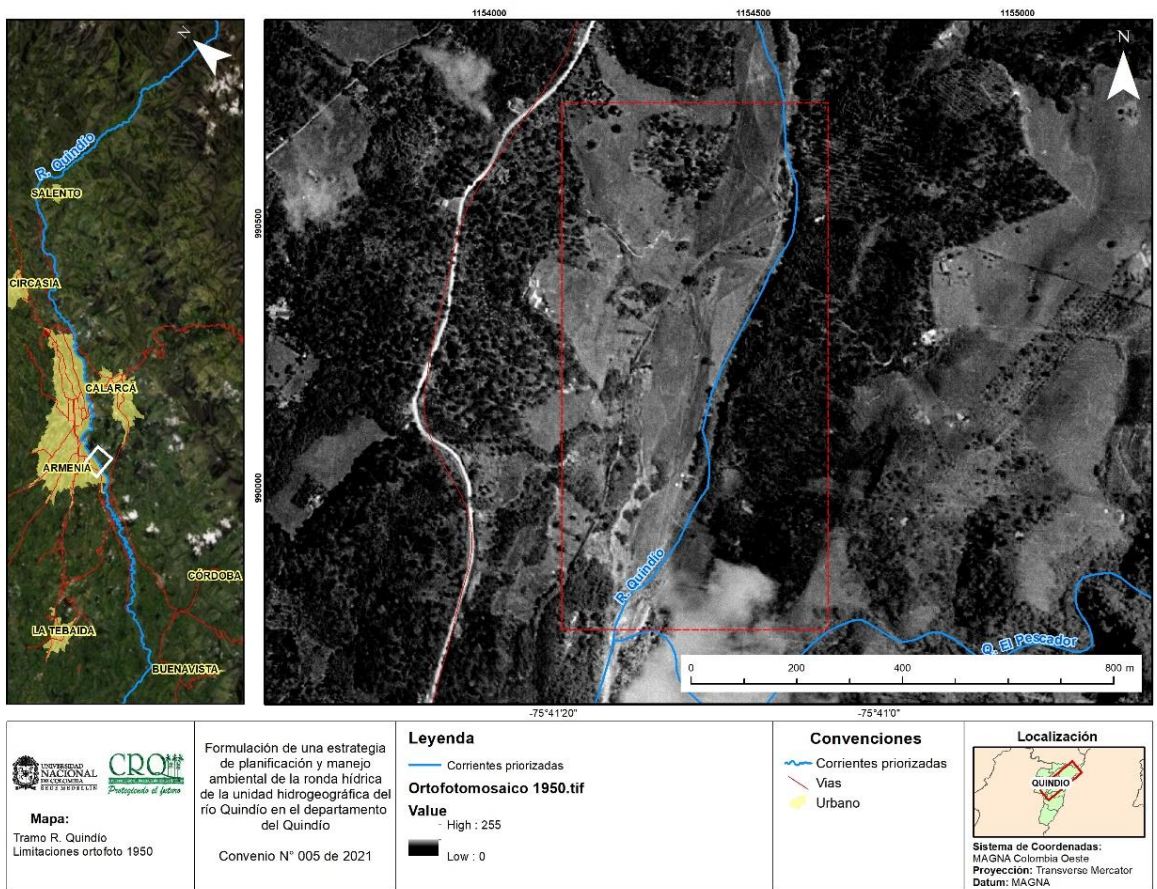 1154000
1154500
1155000
N
R. Quindío
SALENTO
CIRCASIA
CALARCÁ
ARMENIA
CÓRDOBA
LA TEBAIDA
BUENAVISTA
N
990500
990000
R. Quindío
Q. El Pescador
0 200 400 600 800 m
-75°41'20"
-75°41'0"
UNIVERSIDAD
NACIONAL
DE COLOMBIA
SEDE MEDELLÍN
CRQ
Protegiendo el futuro
Mapa:
Tramo R. Quindío
Limitaciones ortofoto 1950
Formulación de una estrategia
de planificación y manejo
ambiental de la ronda hídrica
de la unidad hidrogeográfica del
río Quindío en el departamento
del Quindío
Convenio N° 005 de 2021
Leyenda
Corrientes priorizadas
Ortofotomosaico 1950.tif
Value
High : 255
Low : 0
Convenciones
Corrientes priorizadas
Vias
Urbano
Localización
QUINDIO
Sistema de Coordenadas:
MAGNA Colombia Oeste
Proyección: Transverse Mercator
Datum: MAGNA